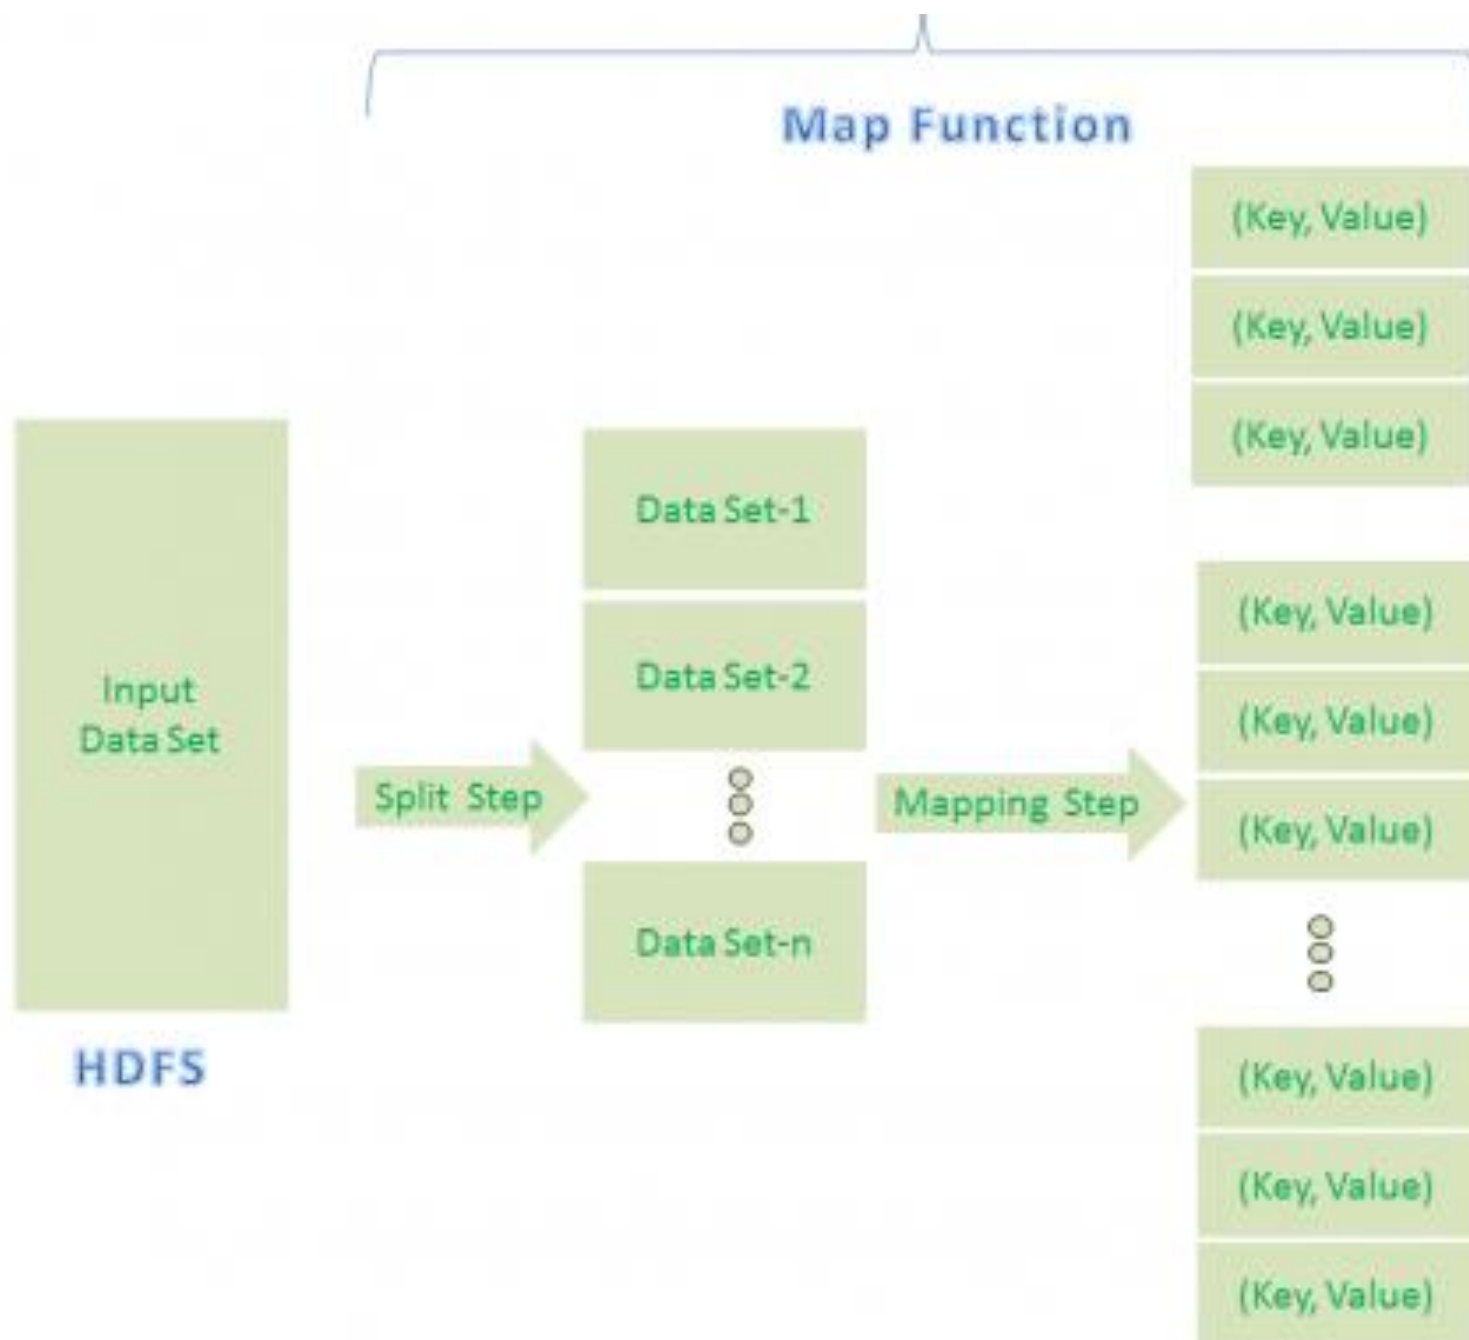 Map Function
(Key, Value)
(Key, Value)
(Key, Value)
Data Set-1
(Key, Value)
Data Set-2
Input
Data Set
(Key, Value)
Split Step
Mapping Step
(Key, Value)
Data Set-n
HDFS
(Key, Value)
(Key, Value)
(Key, Value)